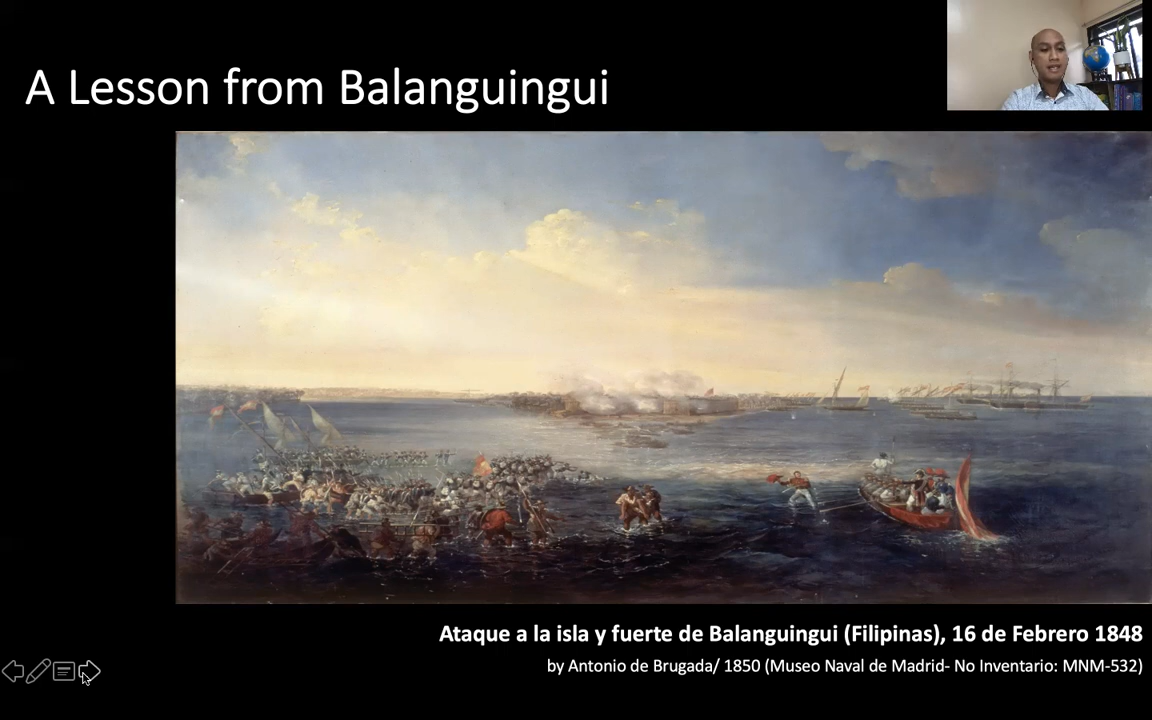 A Lesson from Balanguingui
Ataque a la isla y fuerte de Balanguingui (Filipinas), 16 de Febrero 1848
by Antonio de Brugada/ 1850 (Museo Naval de Madrid- No Inventario: MNM-532)